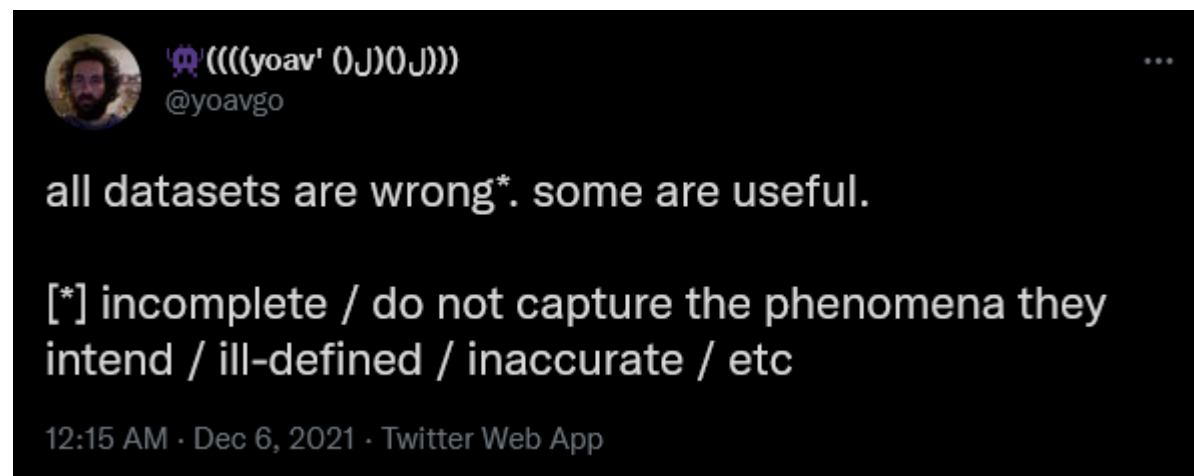 👾((((yoav' ()ل)()ل)))
@yoavgo
all datasets are wrong*. some are useful.
[*] incomplete / do not capture the phenomena they
intend / ill-defined / inaccurate / etc
12:15 AM · Dec 6, 2021 · Twitter Web App